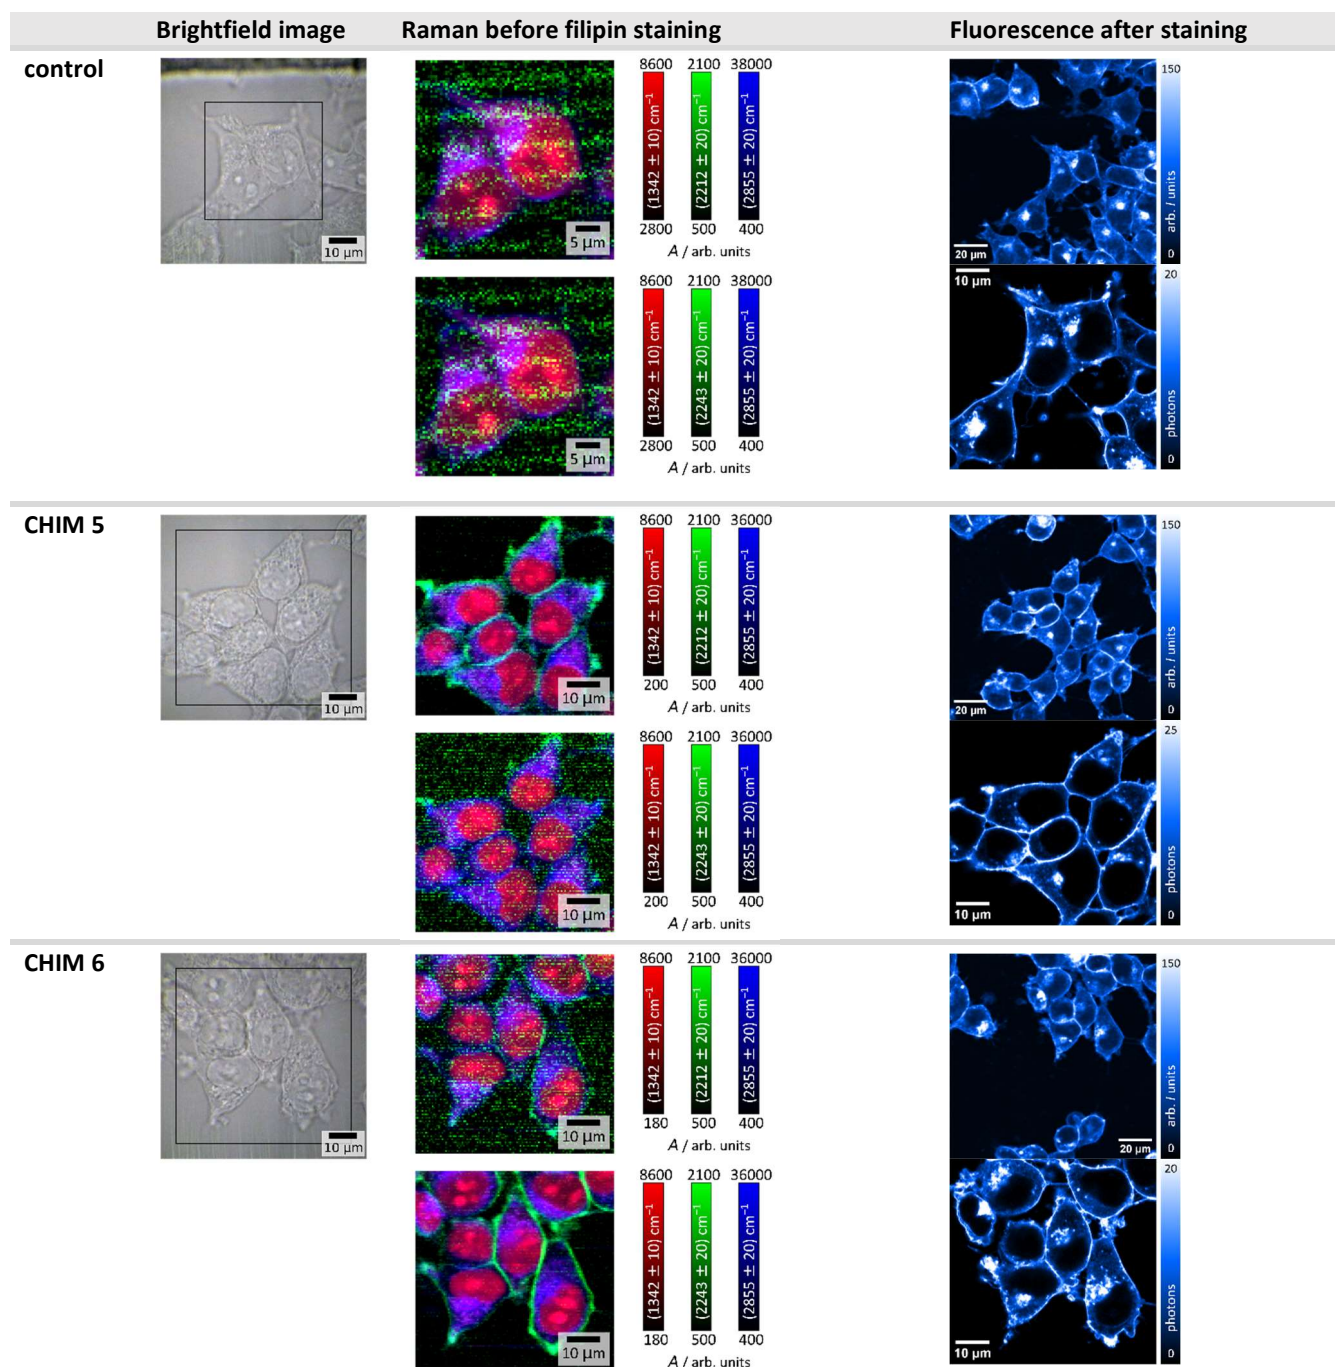 Brightfield image Raman before filipin staining Fluorescence after staining
control
10 µm
5 µm
8600 2100 38000
(1342 ± 10) cm⁻¹ (2212 ± 20) cm⁻¹ (2855 ± 20) cm⁻¹
2800 500 400
A / arb. units
150
arb. / units
0
20 µm
5 µm
8600 2100 38000
(1342 ± 10) cm⁻¹ (2243 ± 20) cm⁻¹ (2855 ± 20) cm⁻¹
2800 500 400
A / arb. units
10 µm
20
photons
0
CHIM 5
10 µm
10 µm
8600 2100 36000
(1342 ± 10) cm⁻¹ (2212 ± 20) cm⁻¹ (2855 ± 20) cm⁻¹
200 500 400
A / arb. units
150
arb. / units
0
20 µm
10 µm
8600 2100 36000
(1342 ± 10) cm⁻¹ (2243 ± 20) cm⁻¹ (2855 ± 20) cm⁻¹
200 500 400
A / arb. units
25
photons
0
10 µm
CHIM 6
10 µm
10 µm
8600 2100 36000
(1342 ± 10) cm⁻¹ (2212 ± 20) cm⁻¹ (2855 ± 20) cm⁻¹
180 500 400
A / arb. units
150
arb. / units
0
20 µm
10 µm
8600 2100 36000
(1342 ± 10) cm⁻¹ (2243 ± 20) cm⁻¹ (2855 ± 20) cm⁻¹
180 500 400
A / arb. units
20
photons
0
10 µm